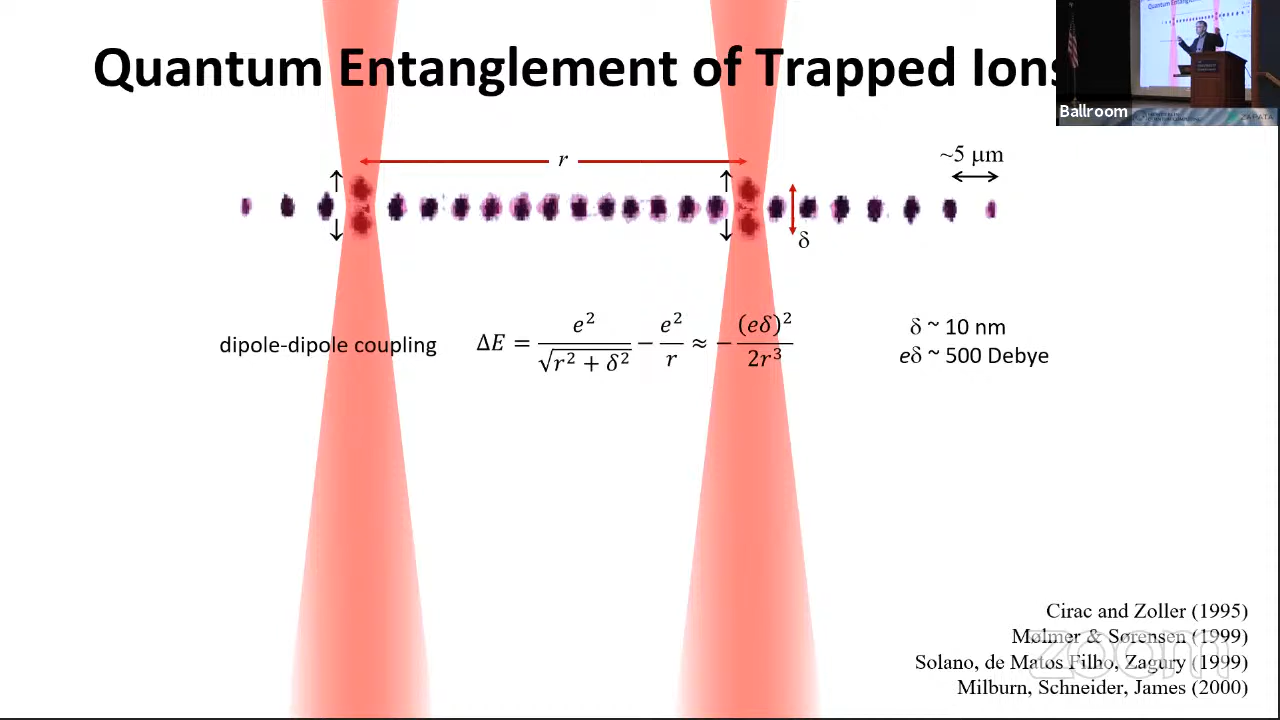 Quantum Entanglement of Trapped Ions
Ballroom
ZAPATA
~5 μm
r
δ
dipole-dipole coupling
ΔE = e²/√(r² + δ²) − e²/r ≈ − (eδ)²/2r³
δ ~ 10 nm
eδ ~ 500 Debye
Cirac and Zoller (1995)
Mølmer & Sørensen (1999)
Solano, de Matos Filho, Zagury (1999)
Milburn, Schneider, James (2000)
zoom